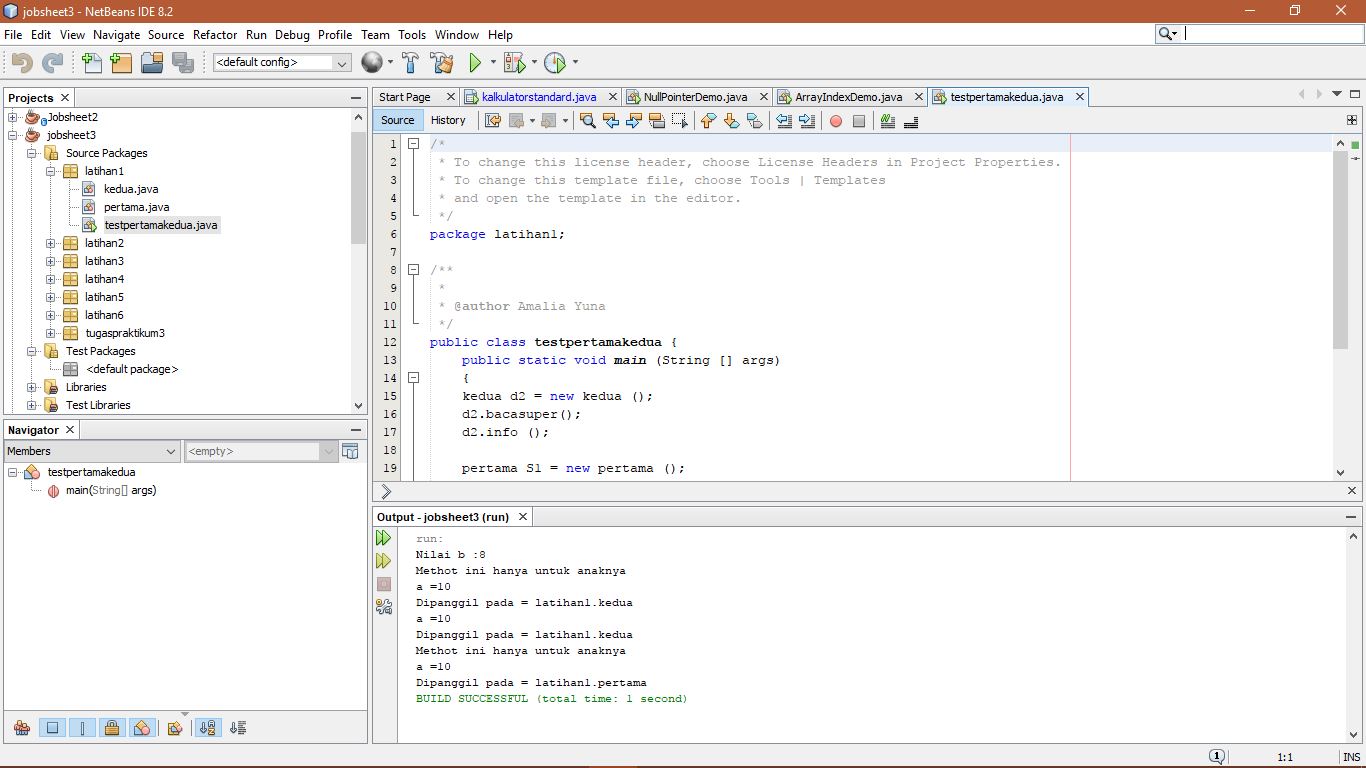 jobsheet3 - NetBeans IDE 8.2
File Edit View Navigate Source Refactor Run Debug Profile Team Tools Window Help
<default config>
Projects
Jobsheet2
jobsheet3
Source Packages
latihan1
kedua.java
pertama.java
testpertamakedua.java
latihan2
latihan3
latihan4
latihan5
latihan6
tugaspraktikum3
Test Packages
<default package>
Libraries
Test Libraries
Navigator
Members <empty>
testpertamakedua
main(String[] args)
Start Page kalkulatorstandard.java NullPointerDemo.java ArrayIndexDemo.java testpertamakedua.java
Source History
1 /*
2 * To change this license header, choose License Headers in Project Properties.
3 * To change this template file, choose Tools | Templates
4 * and open the template in the editor.
5 */
6 package latihan1;
7
8 /**
9 *
10 * @author Amalia Yuna
11 */
12 public class testpertamakedua {
13 public static void main (String [] args)
14 {
15 kedua d2 = new kedua ();
16 d2.bacasuper();
17 d2.info ();
18
19 pertama S1 = new pertama ();
Output - jobsheet3 (run)
run:
Nilai b :8
Methot ini hanya untuk anaknya
a =10
Dipanggil pada = latihan1.kedua
a =10
Dipanggil pada = latihan1.kedua
Methot ini hanya untuk anaknya
a =10
Dipanggil pada = latihan1.pertama
BUILD SUCCESSFUL (total time: 1 second)
1 1:1 INS